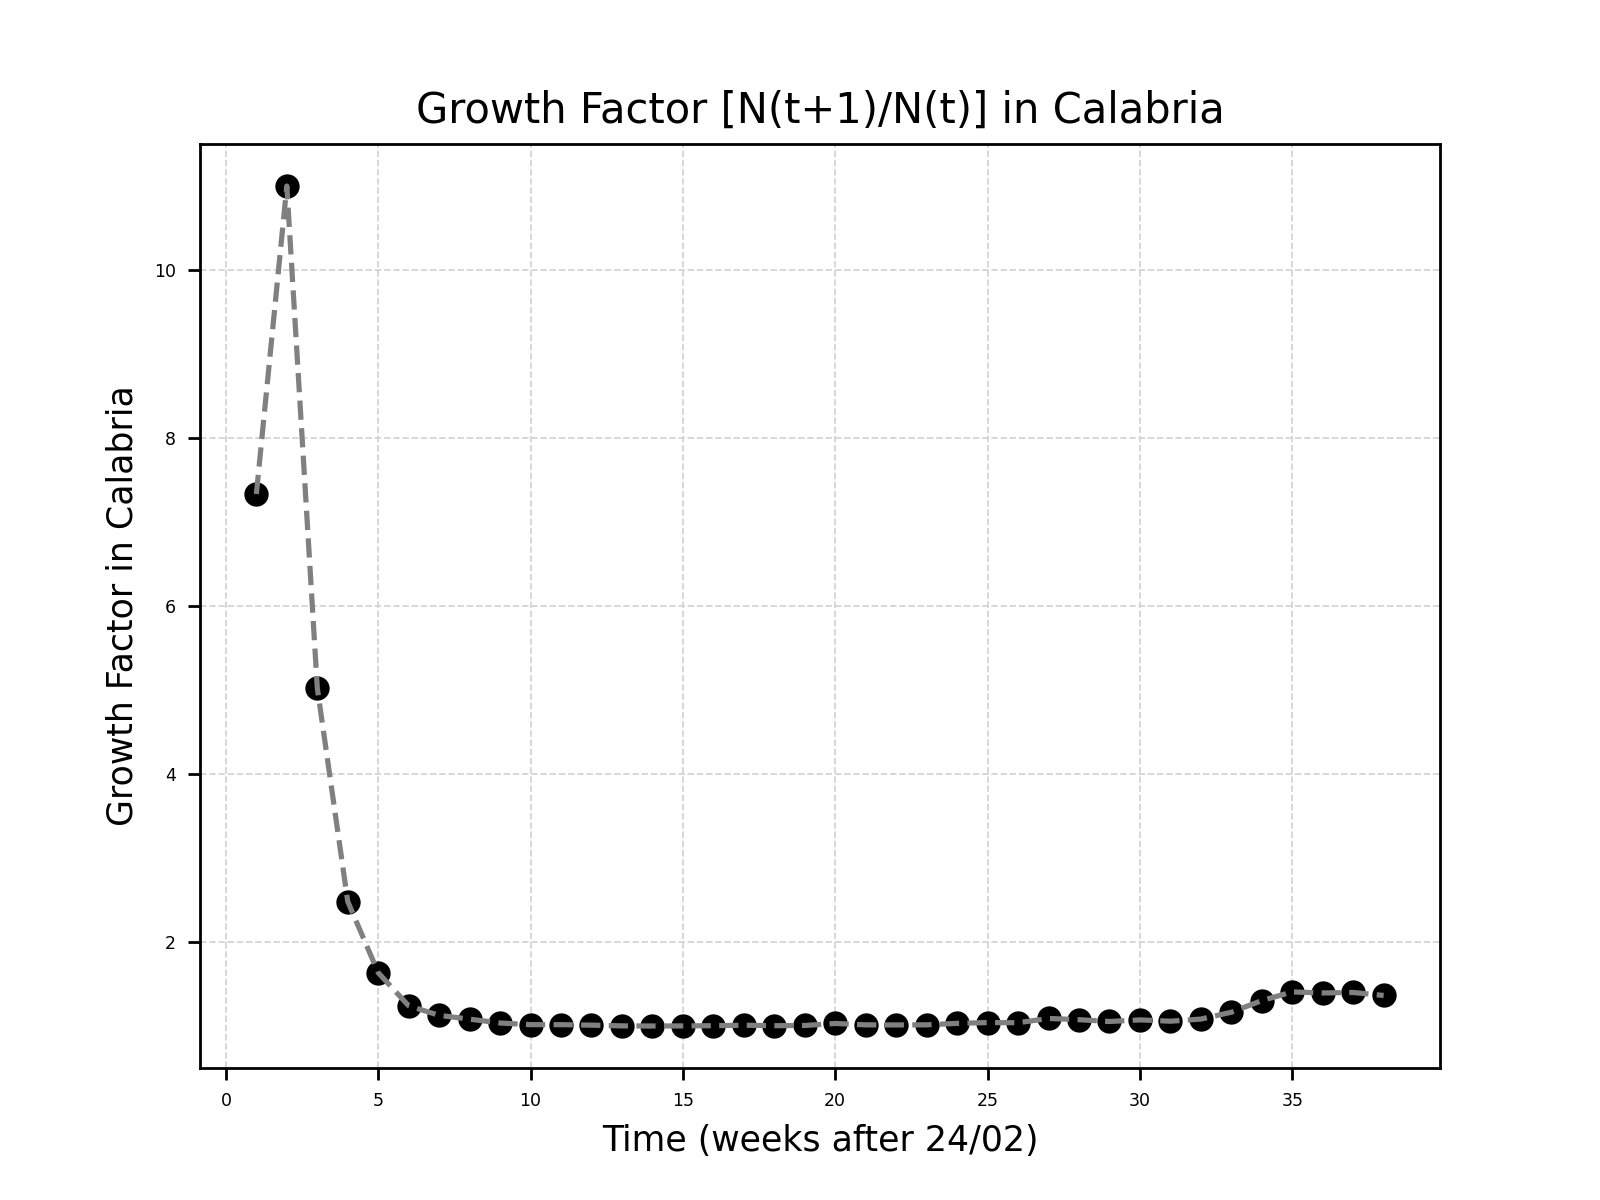 Growth Factor [N(t+1)/N(t)] in Calabria
Growth Factor in Calabria
10
8
6
4
2
0 5 10 15 20 25 30 35
Time (weeks after 24/02)